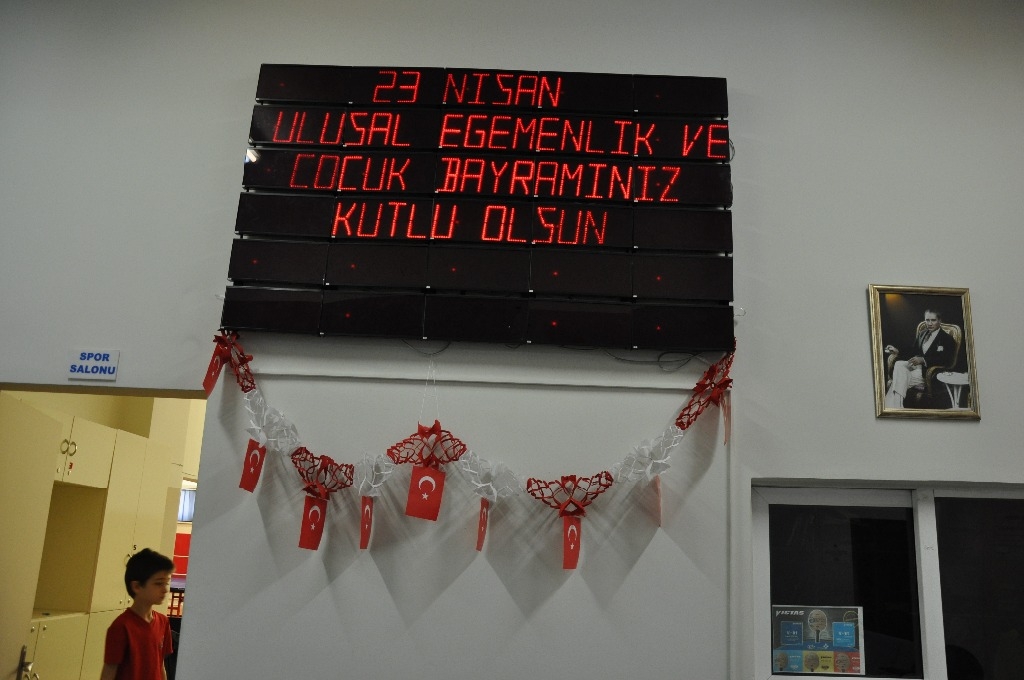 23 NISAN
ULUSAL EGEMENLIK VE
COCUK BAYRAMINIZ
KUTLU OLSUN
SPOR
SALONU